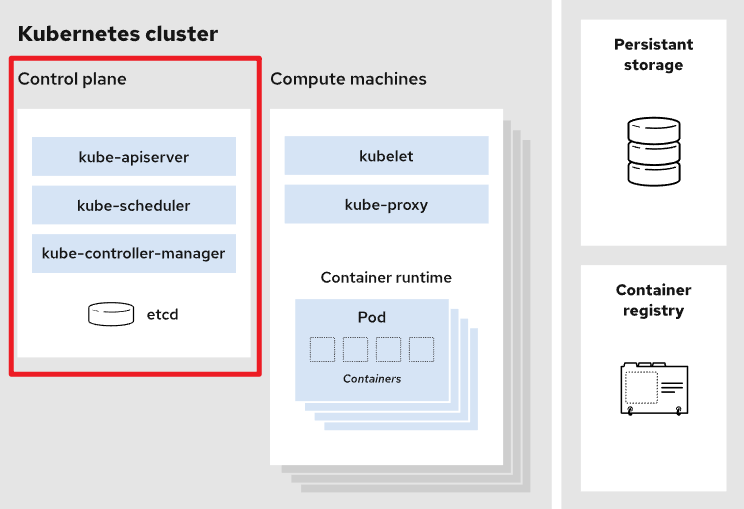 Kubernetes cluster
Control plane
kube-apiserver
kube-scheduler
kube-controller-manager
etcd
Compute machines
kubelet
kube-proxy
Container runtime
Pod
Containers
Persistant
storage
Container
registry